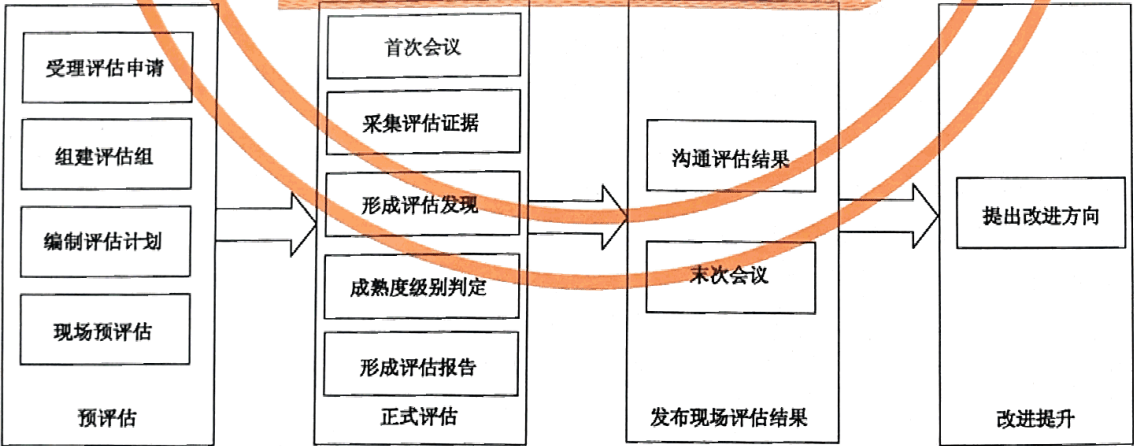 受理评估申请
组建评估组
编制评估计划
现场预评估
预评估
首次会议
采集评估证据
形成评估发现
成熟度级别判定
形成评估报告
正式评估
沟通评估结果
末次会议
发布现场评估结果
提出改进方向
改进提升